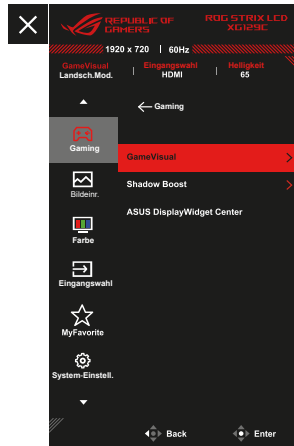 REPUBLIC OF
GAMERS
ROG STRIX LCD
XG129C
1920 x 720 | 60Hz
GameVisual | Eingangswahl | Helligkeit
Landsch.Mod. HDMI 65
Gaming
Gaming
GameVisual
Shadow Boost
Bildeinr.
ASUS DisplayWidget Center
Farbe
Eingangswahl
MyFavorite
System-Einstell.
Back Enter